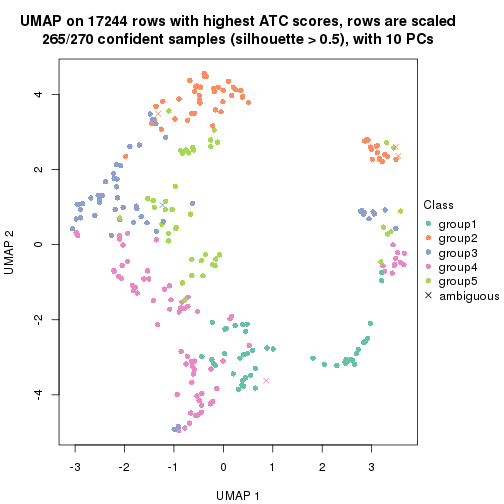 UMAP on 17244 rows with highest ATC scores, rows are scaled
265/270 confident samples (silhouette > 0.5), with 10 PCs
4
2
0
-2
-4
UMAP 2
-3
-2
-1
0
1
2
3
UMAP 1
Class
group1
group2
group3
group4
group5
ambiguous